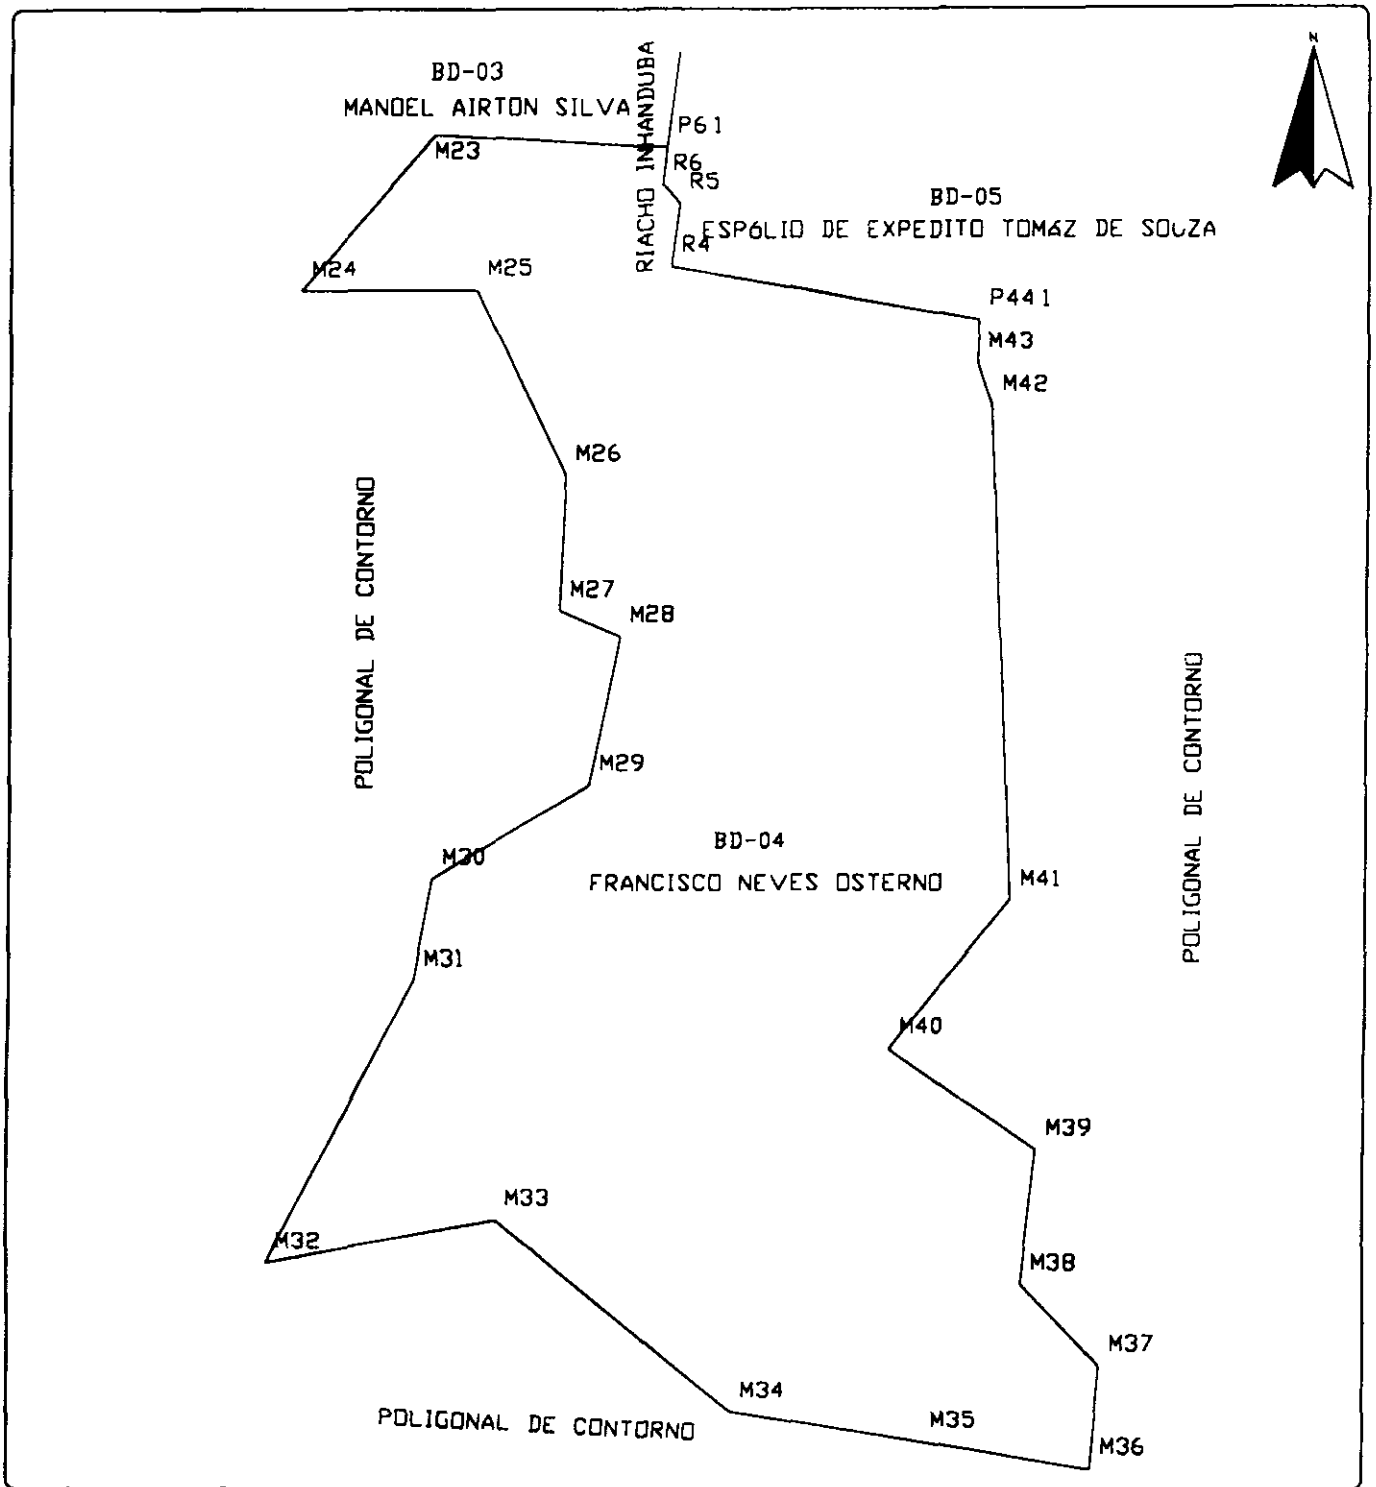 N
BD-03
MANOEL AIRTON SILVA
RIACHO INHANDUBA
P61
M23
R6
R5
BD-05
ESPÓLIO DE EXPEDITO TOMÁZ DE SOUZA
R4
M24
M25
P441
M43
M42
M26
POLIGONAL DE CONTORNO
M27
M28
POLIGONAL DE CONTORNO
M29
BD-04
M30
FRANCISCO NEVES OSTERNO
M41
M31
M40
M39
M33
M32
M38
M37
M34
M35
POLIGONAL DE CONTORNO
M36